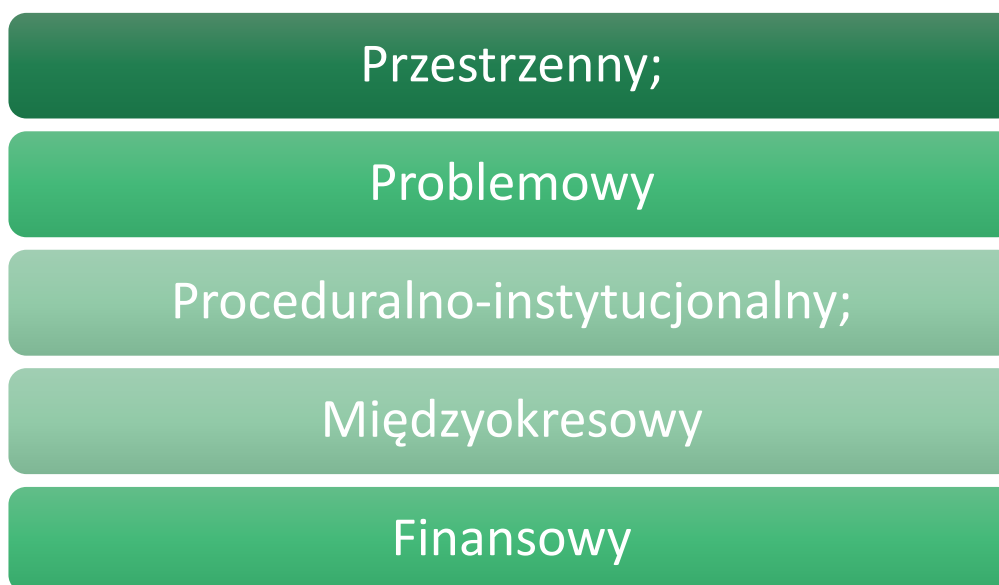 Przestrzenny;
Problemowy
Proceduralno-instytucjonalny;
Międzyokresowy
Finansowy